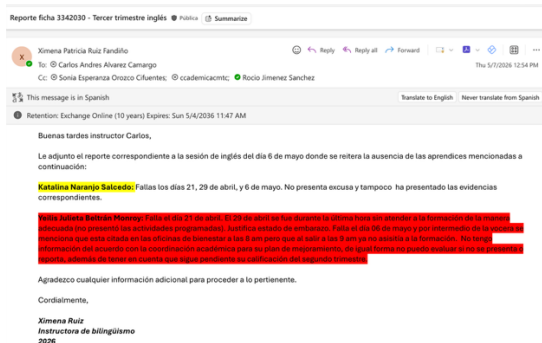 Reporte ficha 3342030 - Tercer trimestre inglés Pública Summarize
Ximena Patricia Ruiz Fandiño
Reply Reply all Forward
To: Carlos Andres Alvarez Camargo
Cc: Sonia Esperanza Orozco Cifuentes; ccademicacmtc; Rocio Jimenez Sanchez
Thu 5/7/2026 12:54 PM
X
This message is in Spanish
Translate to English Never translate from Spanish
Retention: Exchange Online (10 years) Expires: Sun 5/4/2036 11:47 AM
Buenas tardes instructor Carlos,
Le adjunto el reporte correspondiente a la sesión de inglés del día 6 de mayo donde se reitera la ausencia de las aprendices mencionadas a
continuación:
Katalina Naranjo Salcedo: Fallas los días 21, 29 de abril, y 6 de mayo. No presenta excusa y tampoco ha presentado las evidencias
correspondientes.
Julieta Beltrán Monroy: Falla el día 21 de abril. El 29 de abril se fue durante la última hora sin atender a la formación de la manera
adecuada (no presentó las actividades programadas). Justifica estado de embarazo. Falla el día 06 de mayo y por intermedio de la vocera se
menciona que esta citada en las oficinas de bienestar a las 8 am pero que al salir a las 9 am ya no asistía a la formación. No tengo
información del acuerdo con la coordinación académica para su plan de mejoramiento, de igual forma no puedo evaluar si no se presenta o
reporta, además de tener en cuenta que sigue pendiente su calificación del segundo trimestre.
Agradezco cualquier información adicional para proceder a lo pertinente.
Cordialmente,
Ximena Ruiz
Instructora de bilingüismo
2026